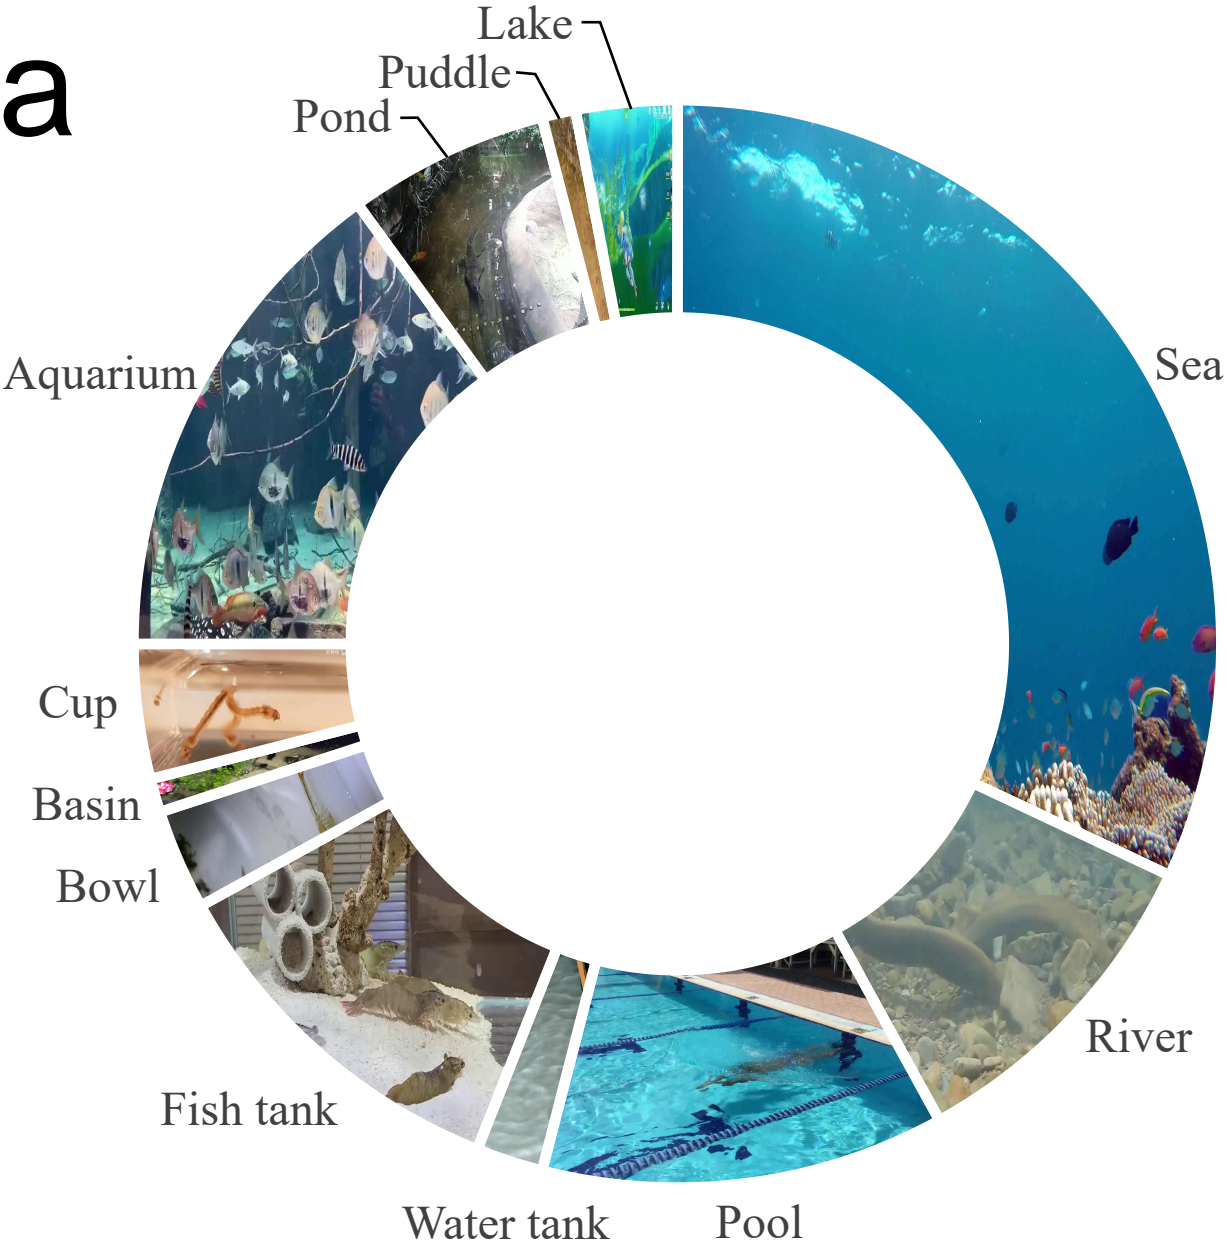 a
Lake
Puddle
Pond
Sea
Aquarium
Cup
Basin
Bowl
River
Fish tank
Water tank
Pool